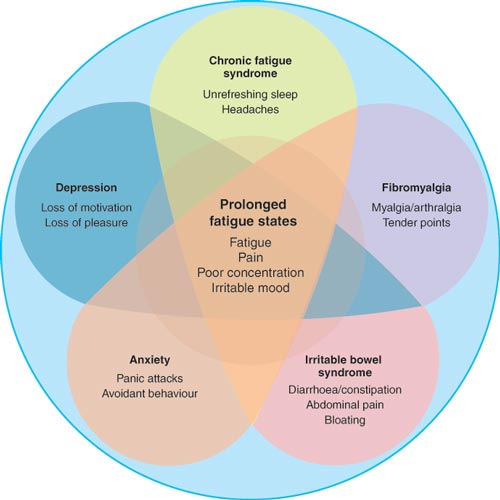 Chronic fatigue
syndrome
Unrefreshing sleep
Headaches
Depression
Loss of motivation
Loss of pleasure
Prolonged
fatigue states
Fatigue
Pain
Poor concentration
Irritable mood
Fibromyalgia
Myalgia/arthralgia
Tender points
Anxiety
Panic attacks
Avoidant behaviour
Irritable bowel
syndrome
Diarrhoea/constipation
Abdominal pain
Bloating